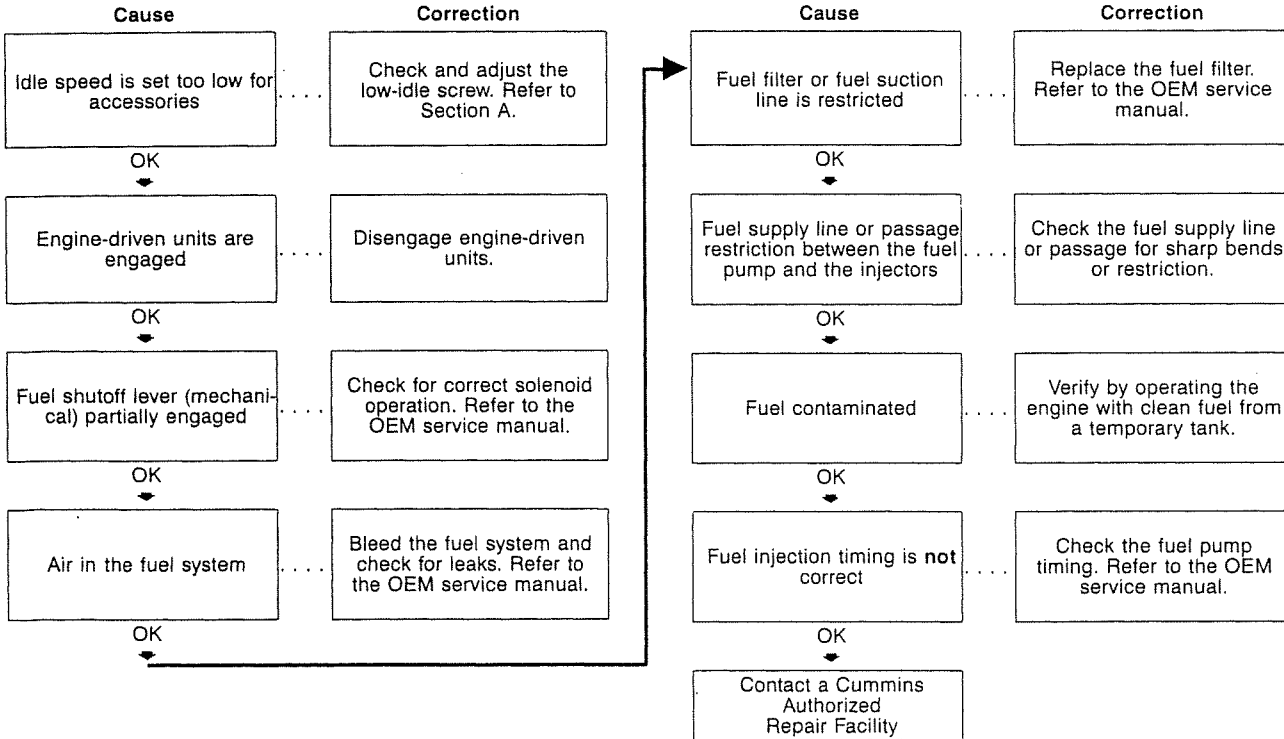 Cause
Correction
Idle speed is set too low for
accessories
. . . .
Check and adjust the
low-idle screw. Refer to
Section A.
OK
Engine-driven units are
engaged
. . . .
Disengage engine-driven
units.
OK
Fuel shutoff lever (mechani-
cal) partially engaged
. . . .
Check for correct solenoid
operation. Refer to the
OEM service manual.
OK
Air in the fuel system
. . . .
Bleed the fuel system and
check for leaks. Refer to
the OEM service manual.
OK
Cause
Correction
Fuel filter or fuel suction
line is restricted
. . . .
Replace the fuel filter.
Refer to the OEM service
manual.
OK
Fuel supply line or passage
restriction between the fuel
pump and the injectors
. . . .
Check the fuel supply line
or passage for sharp bends
or restriction.
OK
Fuel contaminated
. . . .
Verify by operating the
engine with clean fuel from
a temporary tank.
OK
Fuel injection timing is not
correct
. . . .
Check the fuel pump
timing. Refer to the OEM
service manual.
OK
Contact a Cummins
Authorized
Repair Facility